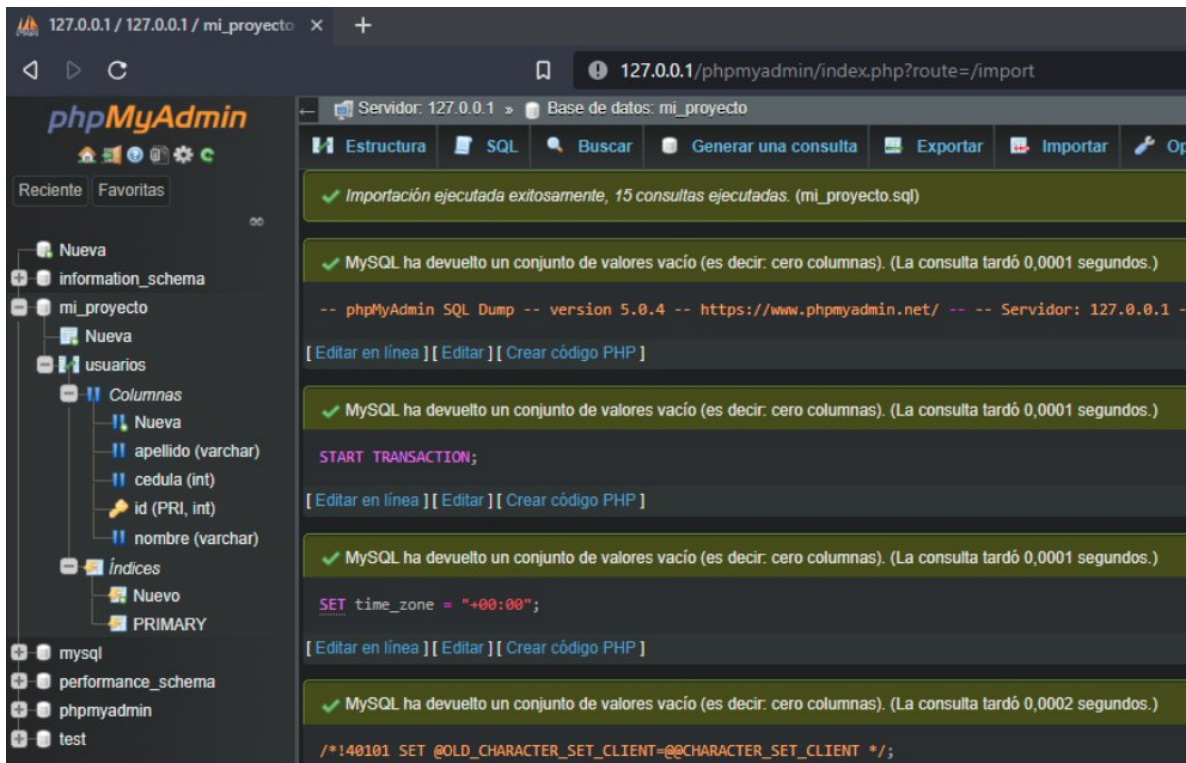 127.0.0.1 / 127.0.0.1 / mi_proyecto
127.0.0.1/phpmyadmin/index.php?route=/import
phpMyAdmin
Reciente Favoritas
Nueva
information_schema
mi_proyecto
Nueva
usuarios
Columnas
Nueva
apellido (varchar)
cedula (int)
id (PRI, int)
nombre (varchar)
Índices
Nuevo
PRIMARY
mysql
performance_schema
phpmyadmin
test
Servidor: 127.0.0.1 » Base de datos: mi_proyecto
Estructura SQL Buscar Generar una consulta Exportar Importar Op
Importación ejecutada exitosamente, 15 consultas ejecutadas. (mi_proyecto.sql)
MySQL ha devuelto un conjunto de valores vacío (es decir: cero columnas). (La consulta tardó 0,0001 segundos.)
-- phpMyAdmin SQL Dump -- version 5.0.4 -- https://www.phpmyadmin.net/ -- -- Servidor: 127.0.0.1 -
[ Editar en línea ] [ Editar ] [ Crear código PHP ]
MySQL ha devuelto un conjunto de valores vacío (es decir: cero columnas). (La consulta tardó 0,0001 segundos.)
START TRANSACTION;
[ Editar en línea ] [ Editar ] [ Crear código PHP ]
MySQL ha devuelto un conjunto de valores vacío (es decir: cero columnas). (La consulta tardó 0,0001 segundos.)
SET time_zone = "+00:00";
[ Editar en línea ] [ Editar ] [ Crear código PHP ]
MySQL ha devuelto un conjunto de valores vacío (es decir: cero columnas). (La consulta tardó 0,0002 segundos.)
/*!40101 SET @OLD_CHARACTER_SET_CLIENT=@@CHARACTER_SET_CLIENT */;